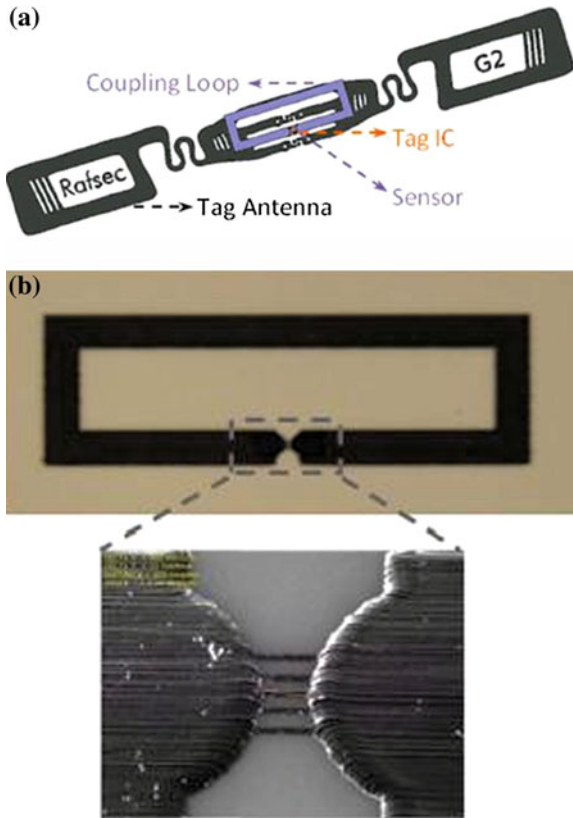 (a)
Coupling Loop
G2
Tag IC
Rafsec
Sensor
Tag Antenna
(b)